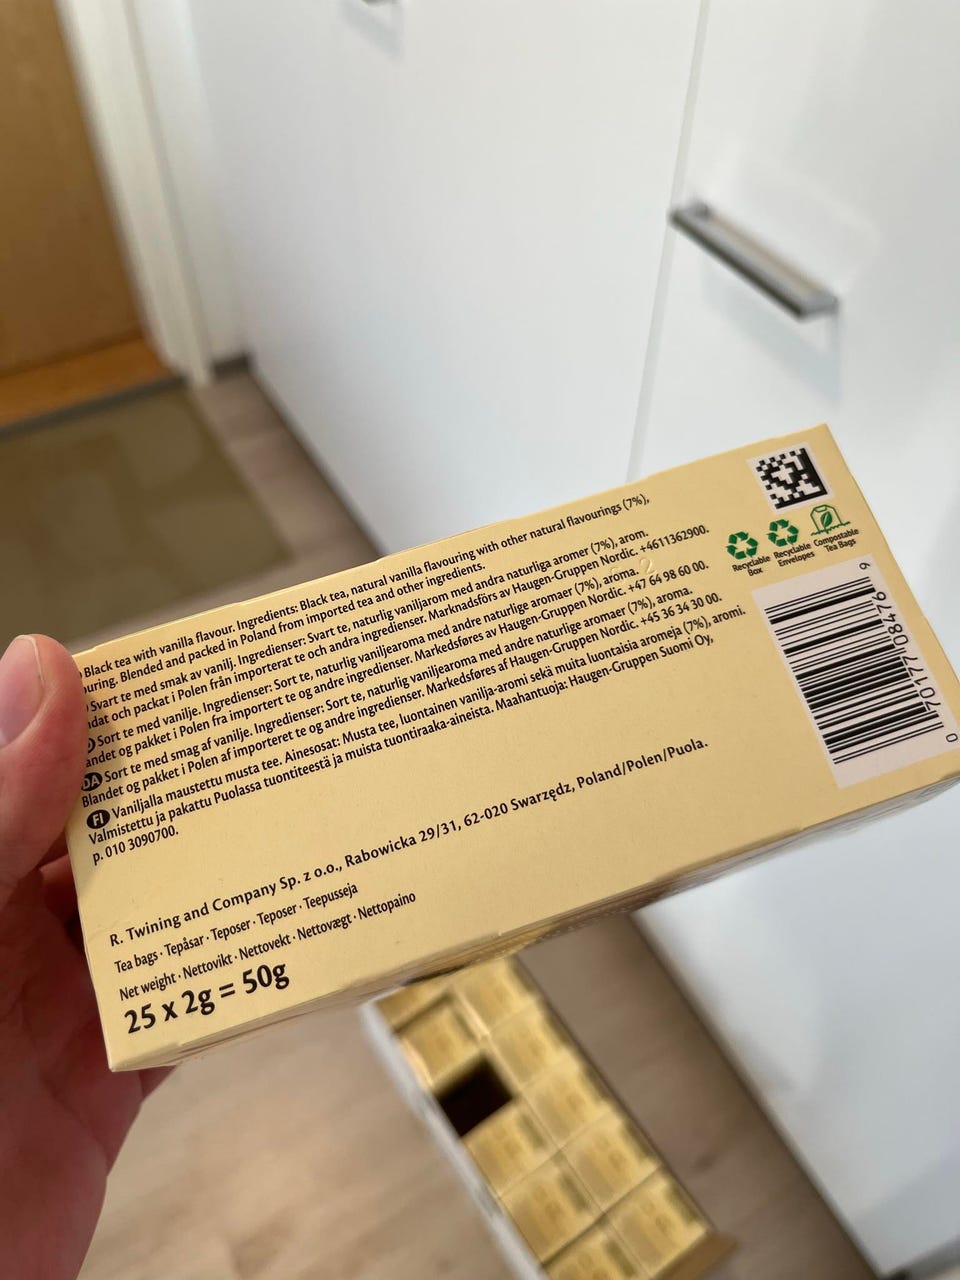 Black tea with vanilla flavour. Ingredients: Black tea, natural vanilla flavouring with other natural flavourings (7%),
uring. Blended and packed in Poland from imported tea and other ingredients.
Svart te med smak av vanilj. Ingredienser: Svart te, naturlig vaniljarom med andra naturliga aromer (7%), arom.
dat och packat i Polen från importerat te och andra ingredienser. Marknadsförs av Haugen-Gruppen Nordic. +4611362900.
Sort te med vanilje. Ingredienser: Sort te, naturlig vaniljearoma med andre naturlige aromaer (7%), aroma.
andet og pakket i Polen fra importert te og andre ingredienser. Markedsføres av Haugen-Gruppen Nordic. +47 64 98 60 00.
DA Sort te med smag af vanilje. Ingredienser: Sort te, naturlig vaniljearoma med andre naturlige aromaer (7%), aroma.
Blandet og pakket i Polen af importeret te og andre ingredienser. Markedsføres af Haugen-Gruppen Nordic. +45 36 34 30 00.
FI Vaniljalla maustettu musta tee. Ainesosat: Musta tee, luontainen vanilja-aromi sekä muita luontaisia aromeja (7%), aromi.
Valmistettu ja pakattu Puolassa tuontiteestä ja muista tuontiraaka-aineista. Maahantuoja: Haugen-Gruppen Suomi Oy,
p. 010 3090700.
R. Twining and Company Sp. z o.o., Rabowicka 29/31, 62-020 Swarzędz, Poland/Polen/Puola.
Tea bags · Tepåsar · Teposer · Teposer · Teepusseja
Net weight · Nettovikt · Nettovekt · Nettovægt · Nettopaino
25 x 2g = 50g
Recyclable
Box
Recyclable
Envelopes
Compostable
Tea Bags
0 70177 08476 9